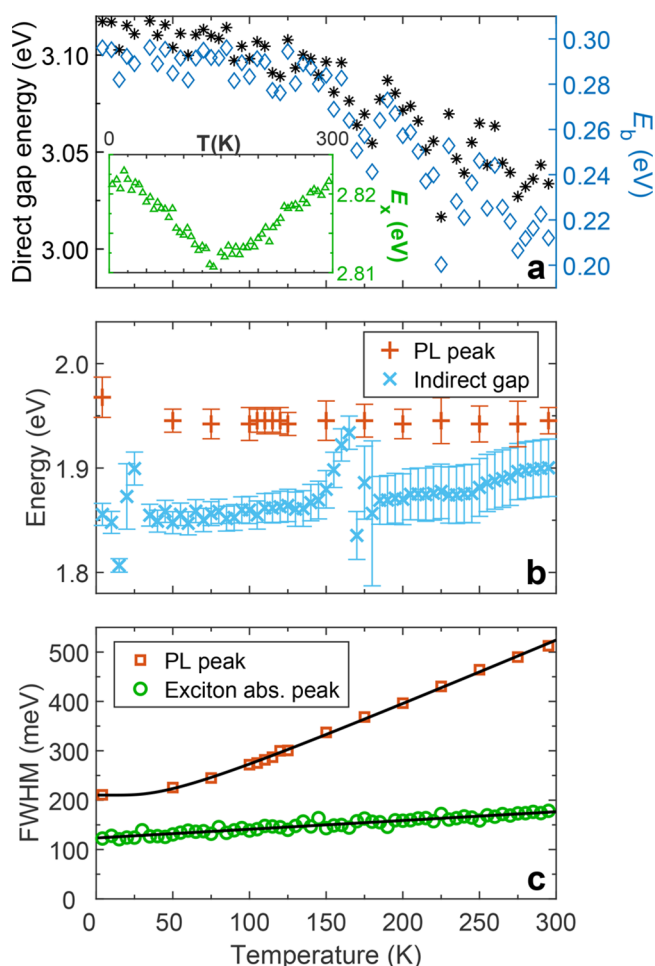 3.10
3.05
3.00
Direct gap energy (eV)
0.30
0.28
0.26
0.24
0.22
0.20
E_b (eV)
0 T(K) 300
2.82
2.81
E_x (eV)
a
2.0
1.9
1.8
Energy (eV)
PL peak
Indirect gap
b
500
400
300
200
100
0
FWHM (meV)
PL peak
Exciton abs. peak
c
0 50 100 150 200 250 300
Temperature (K)